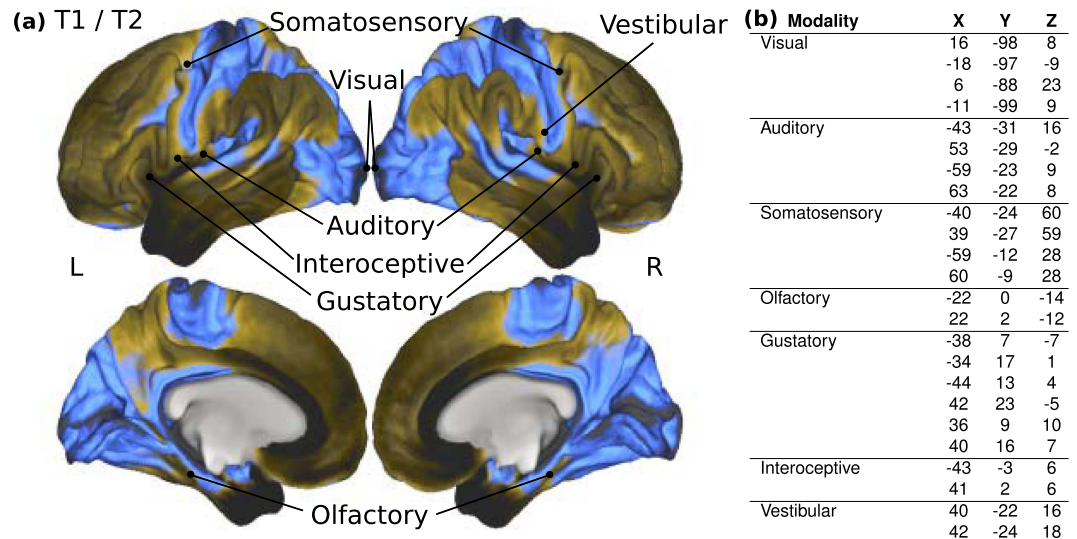 (a) T1 / T2
Somatosensory
Vestibular
Visual
Auditory
L
Interoceptive
R
Gustatory
Olfactory
(b) Modality X Y Z
Visual 16 -98 8
-18 -97 -9
6 -88 23
-11 -99 9
Auditory -43 -31 16
53 -29 -2
-59 -23 9
63 -22 8
Somatosensory -40 -24 60
39 -27 59
-59 -12 28
60 -9 28
Olfactory -22 0 -14
22 2 -12
Gustatory -38 7 -7
-34 17 1
-44 13 4
42 23 -5
36 9 10
40 16 7
Interoceptive -43 -3 6
41 2 6
Vestibular 40 -22 16
42 -24 18